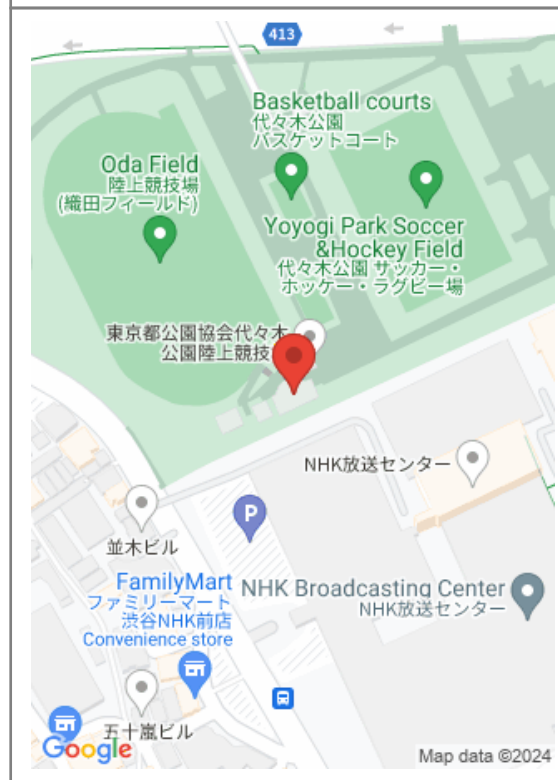 413
Basketball courts
代々木公園
バスケットコート
Oda Field
陸上競技場
(織田フィールド)
Yoyogi Park Soccer
&Hockey Field
代々木公園 サッカー・
ホッケー・ラグビー場
東京都公園協会代々木
公園陸上競技
NHK放送センター
P
並木ビル
FamilyMart
ファミリーマート
渋谷NHK前店
Convenience store
NHK Broadcasting Center
NHK放送センター
五十嵐ビル
Google
Map data ©2024